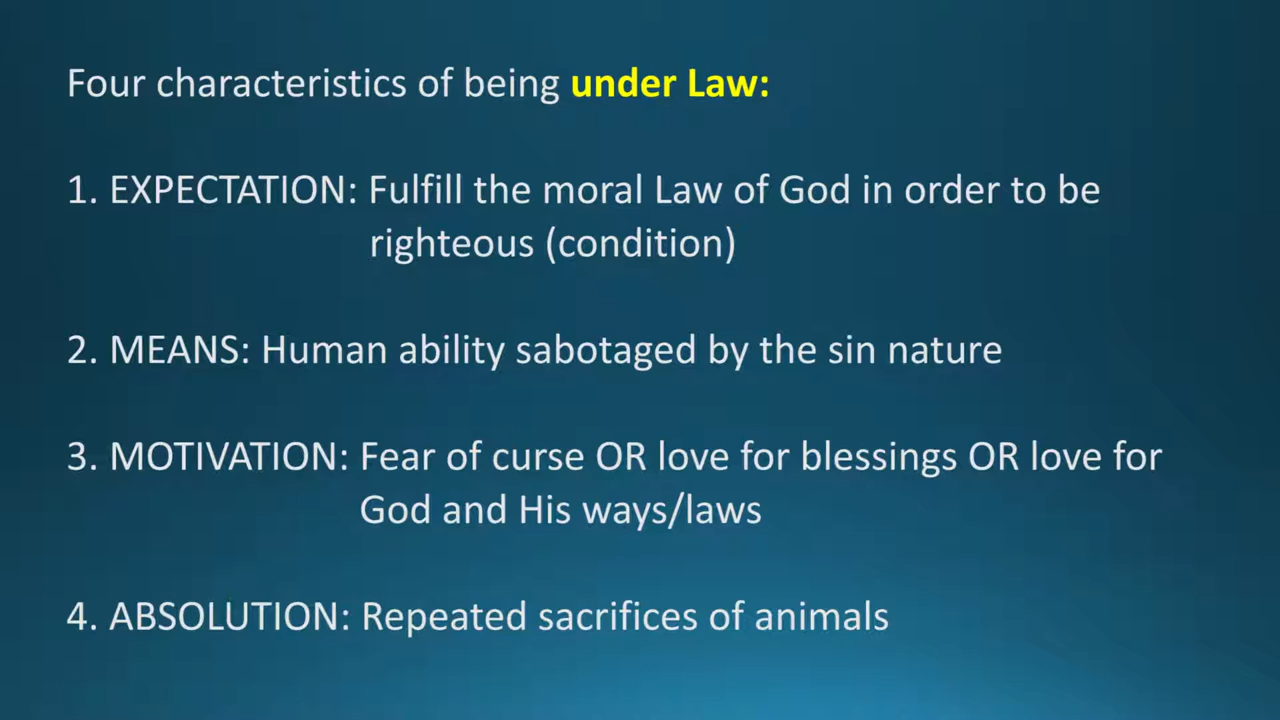 Four characteristics of being under Law:
1. EXPECTATION: Fulfill the moral Law of God in order to be
righteous (condition)
2. MEANS: Human ability sabotaged by the sin nature
3. MOTIVATION: Fear of curse OR love for blessings OR love for
God and His ways/laws
4. ABSOLUTION: Repeated sacrifices of animals